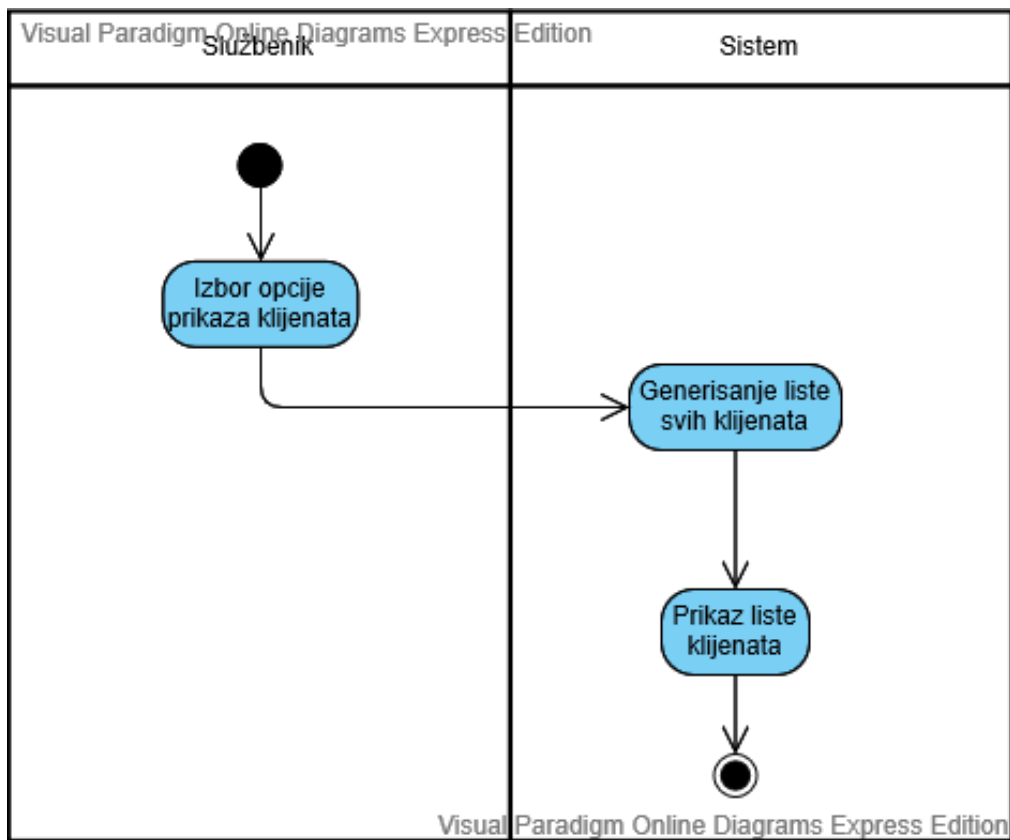 Visual Paradigm Online Diagrams Express Edition
Službenik
Sistem
Izbor opcije
prikaza klijenata
Generisanje liste
svih klijenata
Prikaz liste
klijenata
Visual Paradigm Online Diagrams Express Edition